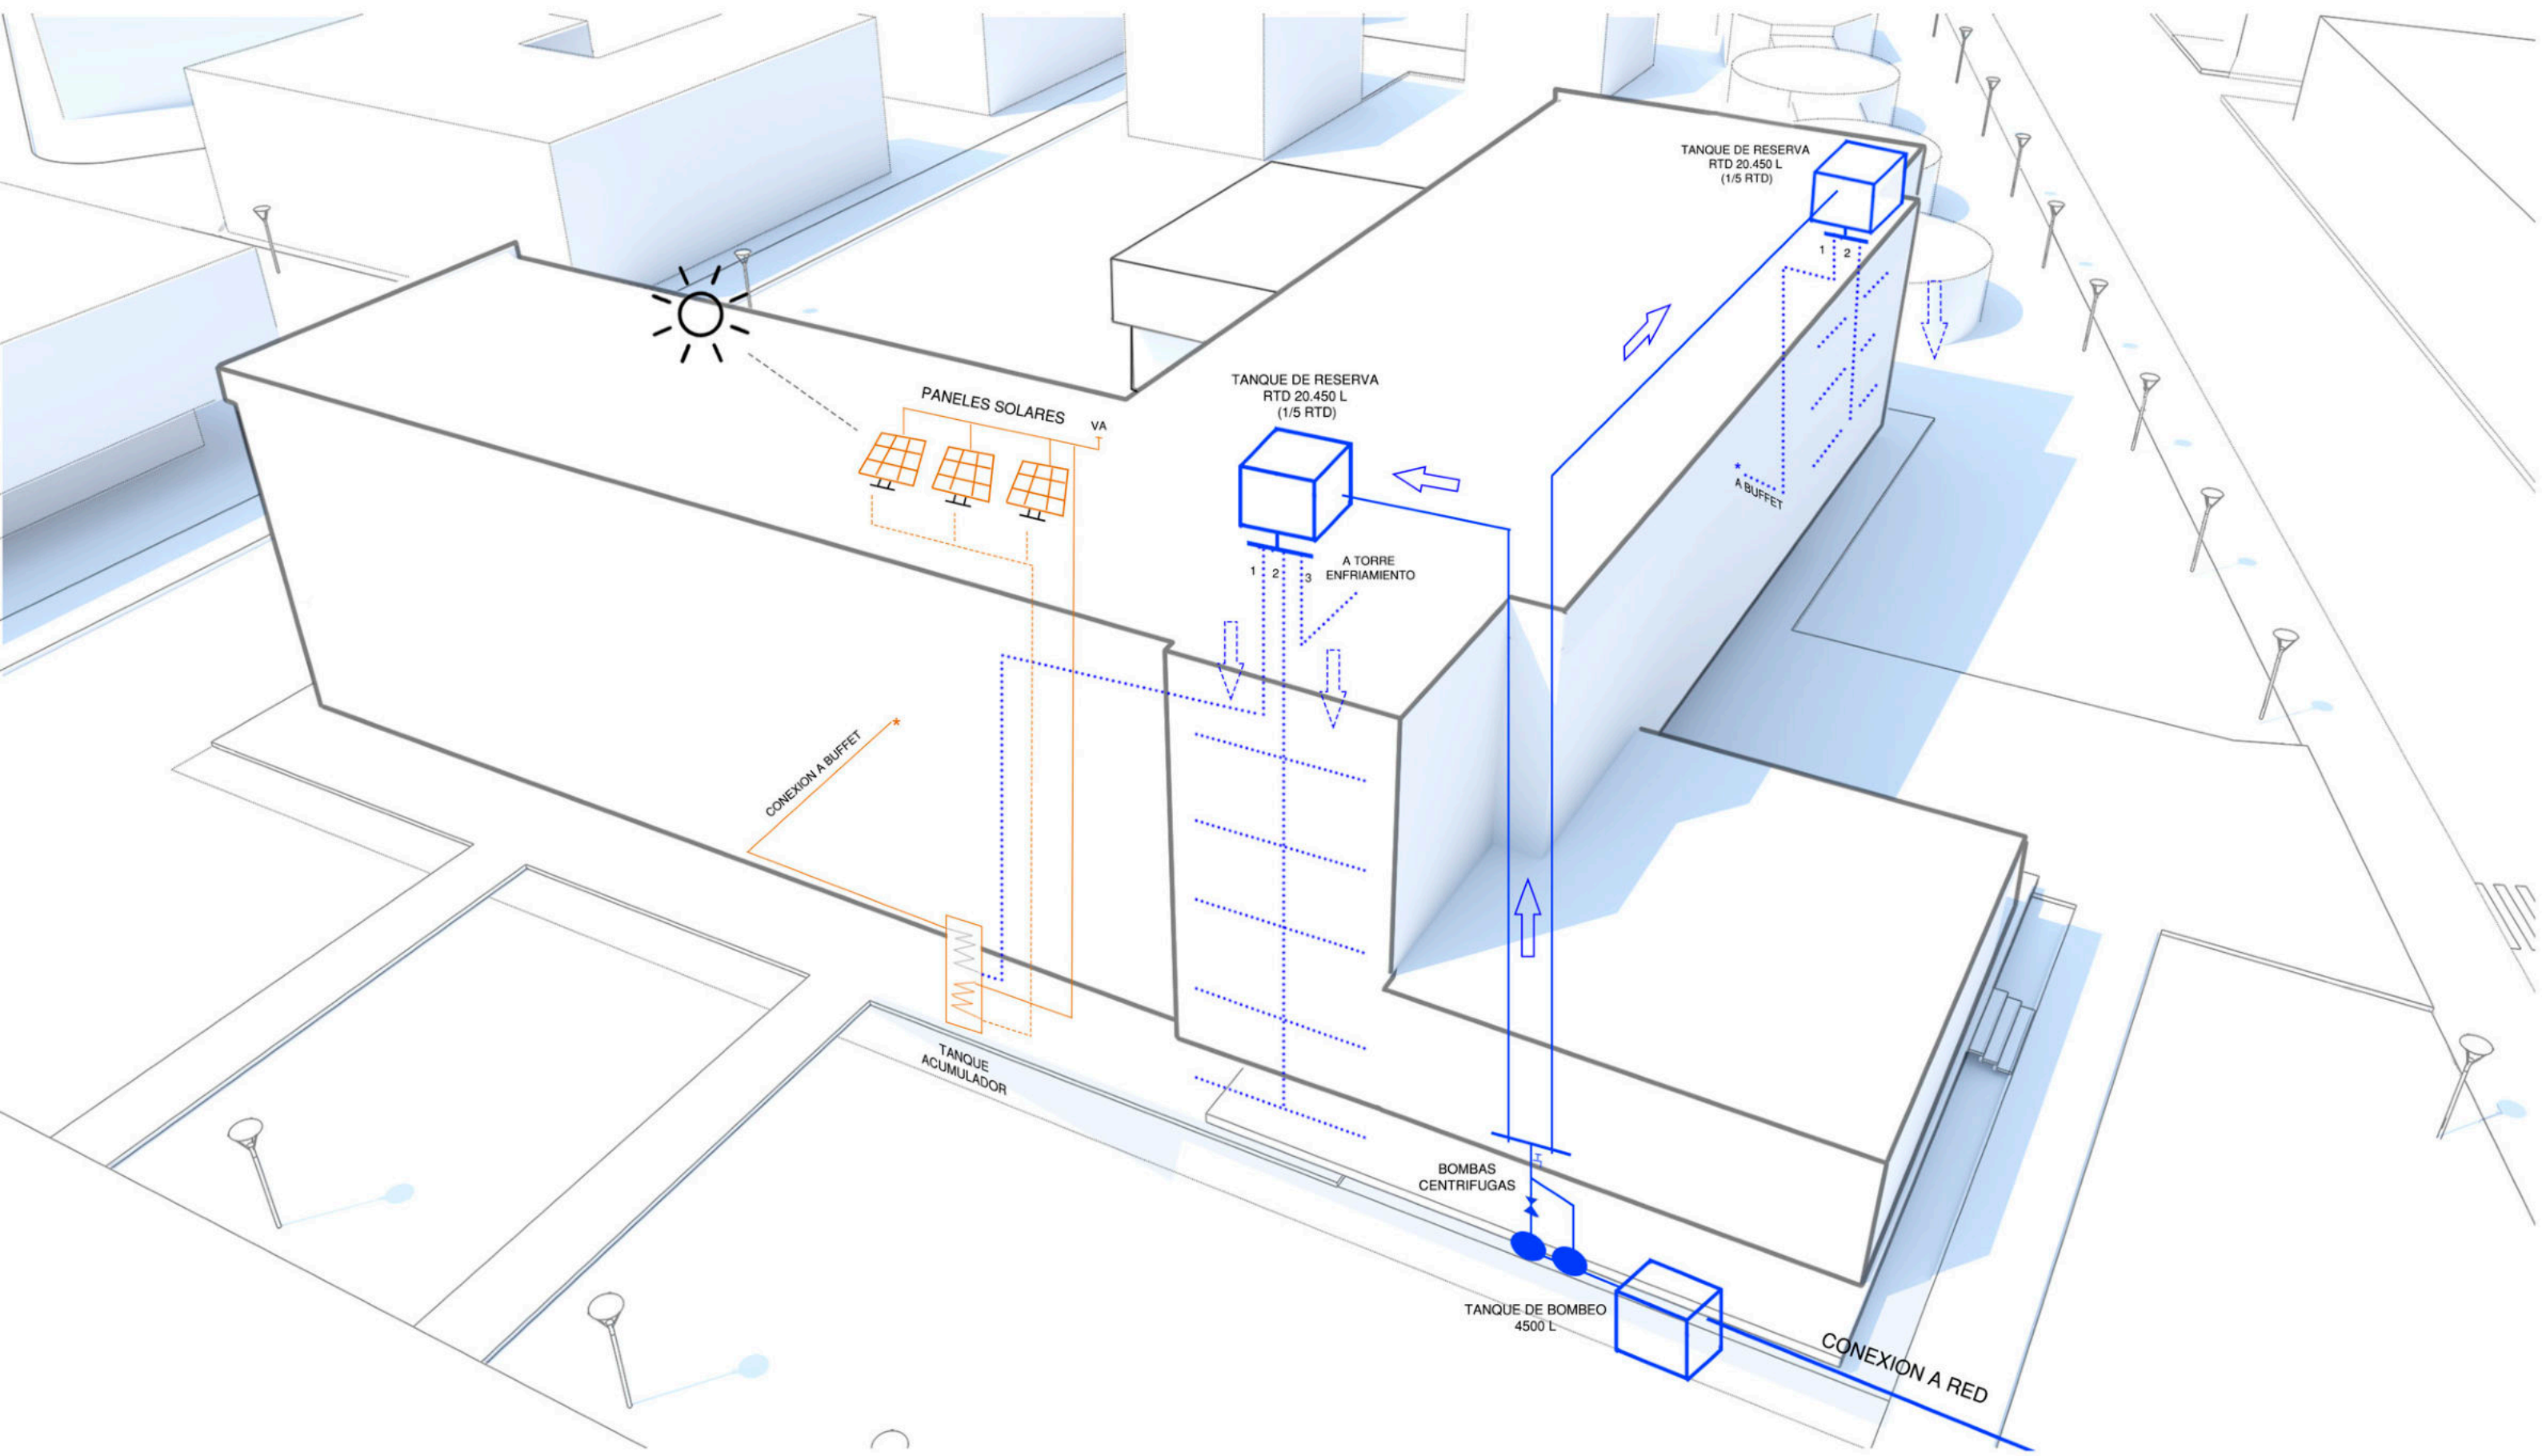 TANQUE DE RESERVA
RTD 20.450 L
(1/5 RTD)
1
2
TANQUE DE RESERVA
RTD 20.450 L
(1/5 RTD)
PANELES SOLARES
VA
* A BUFFET
A TORRE
ENFRIAMIENTO
1
2
3
CONEXION A BUFFET *
TANQUE
ACUMULADOR
BOMBAS
CENTRIFUGAS
TANQUE DE BOMBEO
4500 L
CONEXION A RED